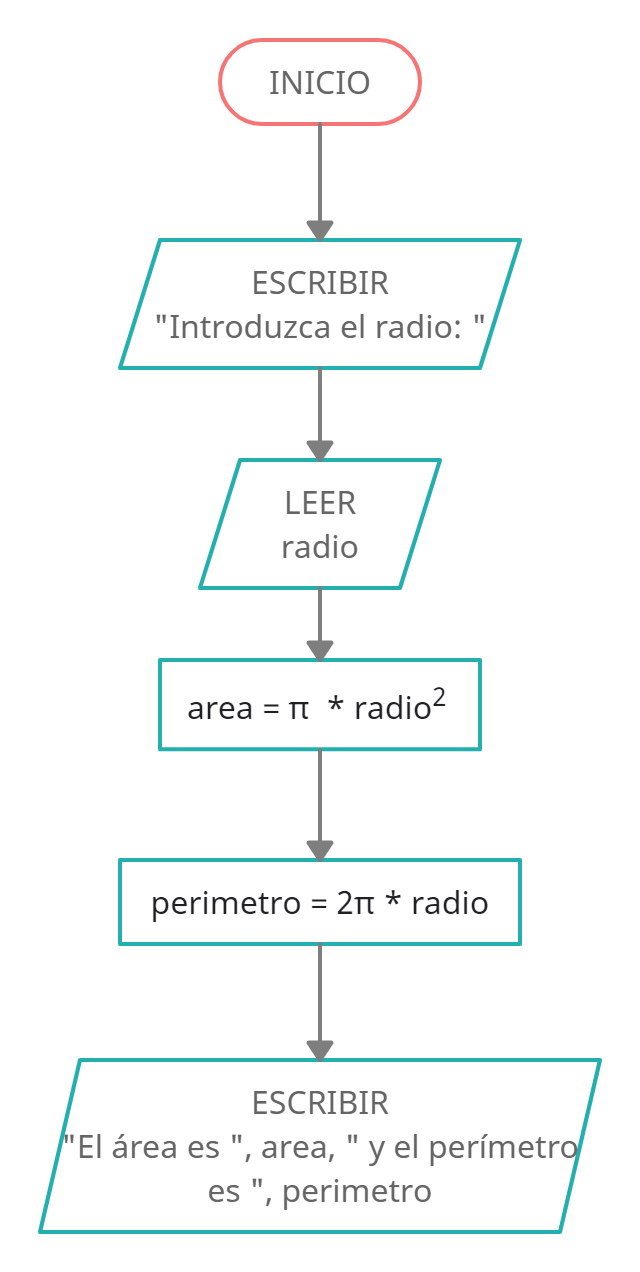 INICIO
ESCRIBIR
"Introduzca el radio: "
LEER
radio
area = π * radio²
perimetro = 2π * radio
ESCRIBIR
"El área es ", area, " y el perímetro
es ", perimetro